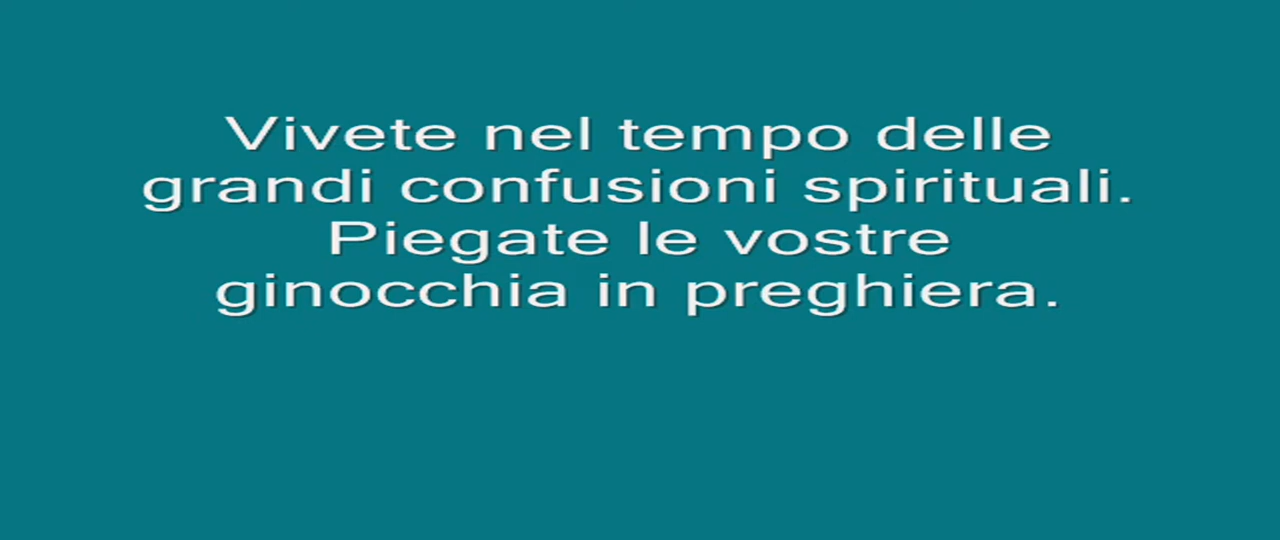 Vivete nel tempo delle
grandi confusioni spirituali.
Piegate le vostre
ginocchia in preghiera.